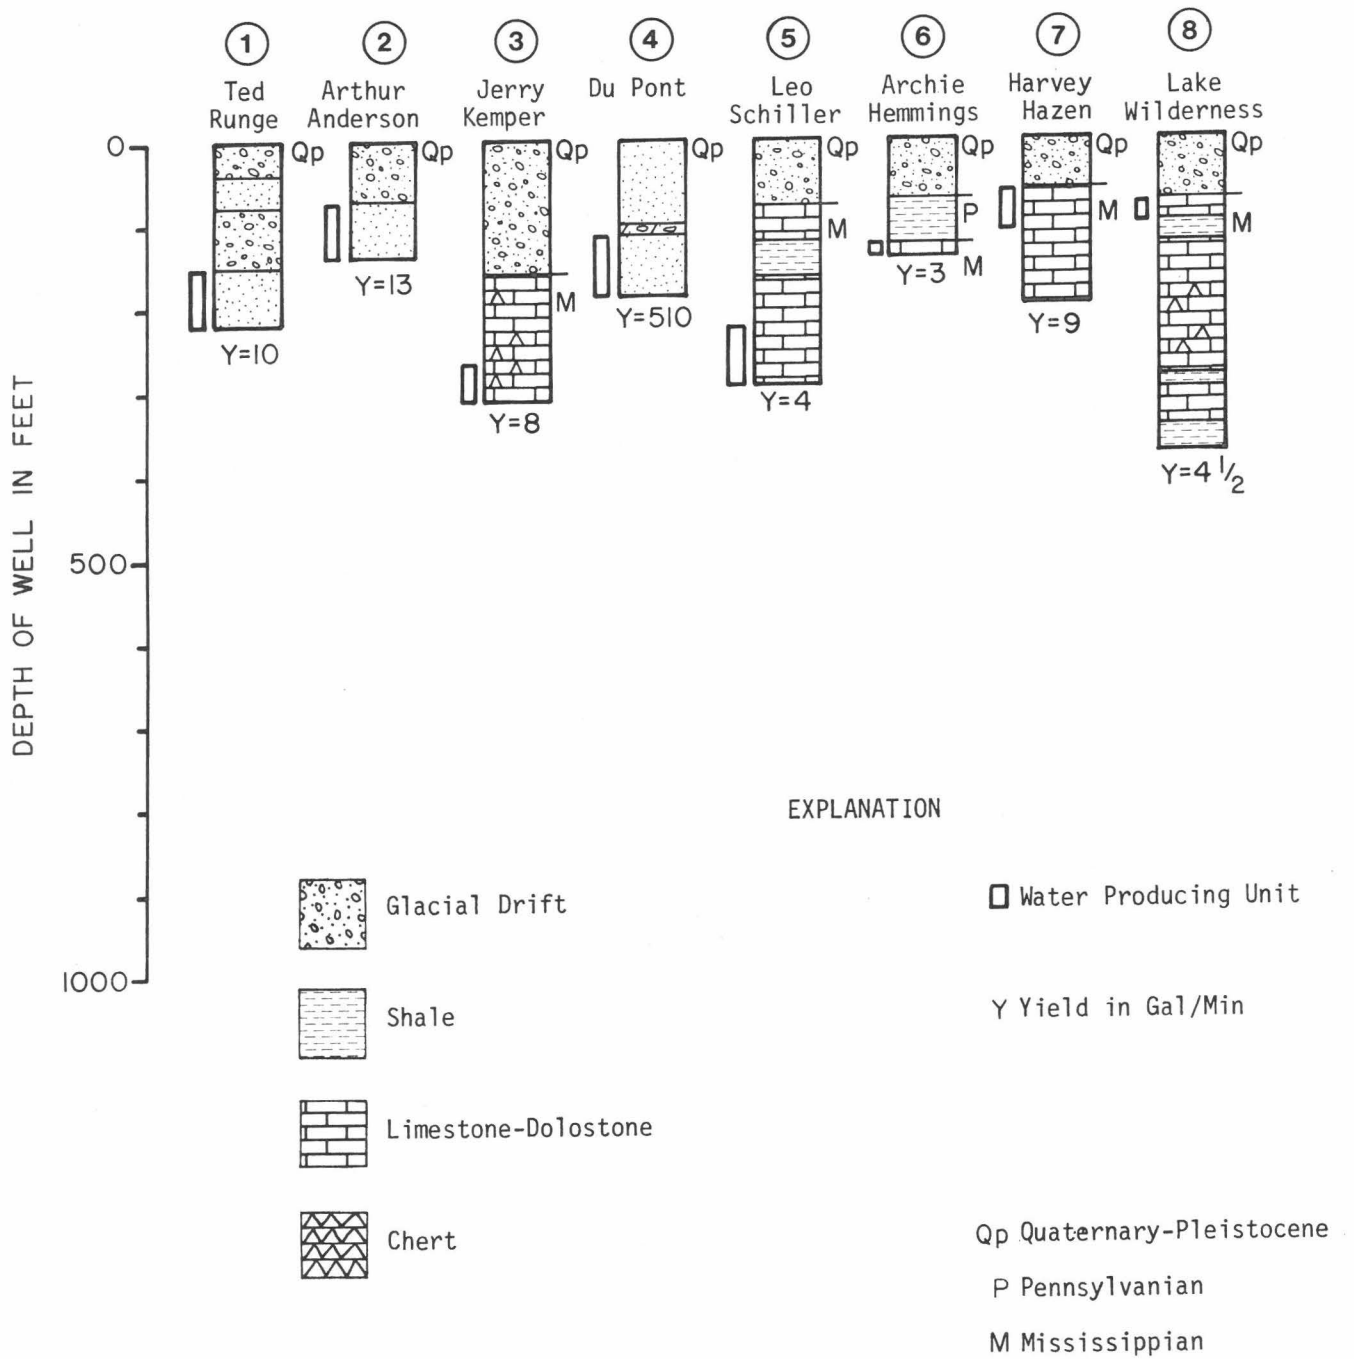 1 2 3 4 5 6 7 8
Ted Runge
Arthur Anderson
Jerry Kemper
Du Pont
Leo Schiller
Archie Hemmings
Harvey Hazen
Lake Wilderness
Qp Qp Qp Qp Qp Qp Qp Qp
M
M
P
M
M
M
Y=10
Y=13
Y=8
Y=510
Y=4
Y=3
Y=9
Y=4 1/2
DEPTH OF WELL IN FEET
0
500
1000
EXPLANATION
Glacial Drift
Shale
Limestone-Dolostone
Chert
Water Producing Unit
Y Yield in Gal/Min
Qp Quaternary-Pleistocene
P Pennsylvanian
M Mississippian